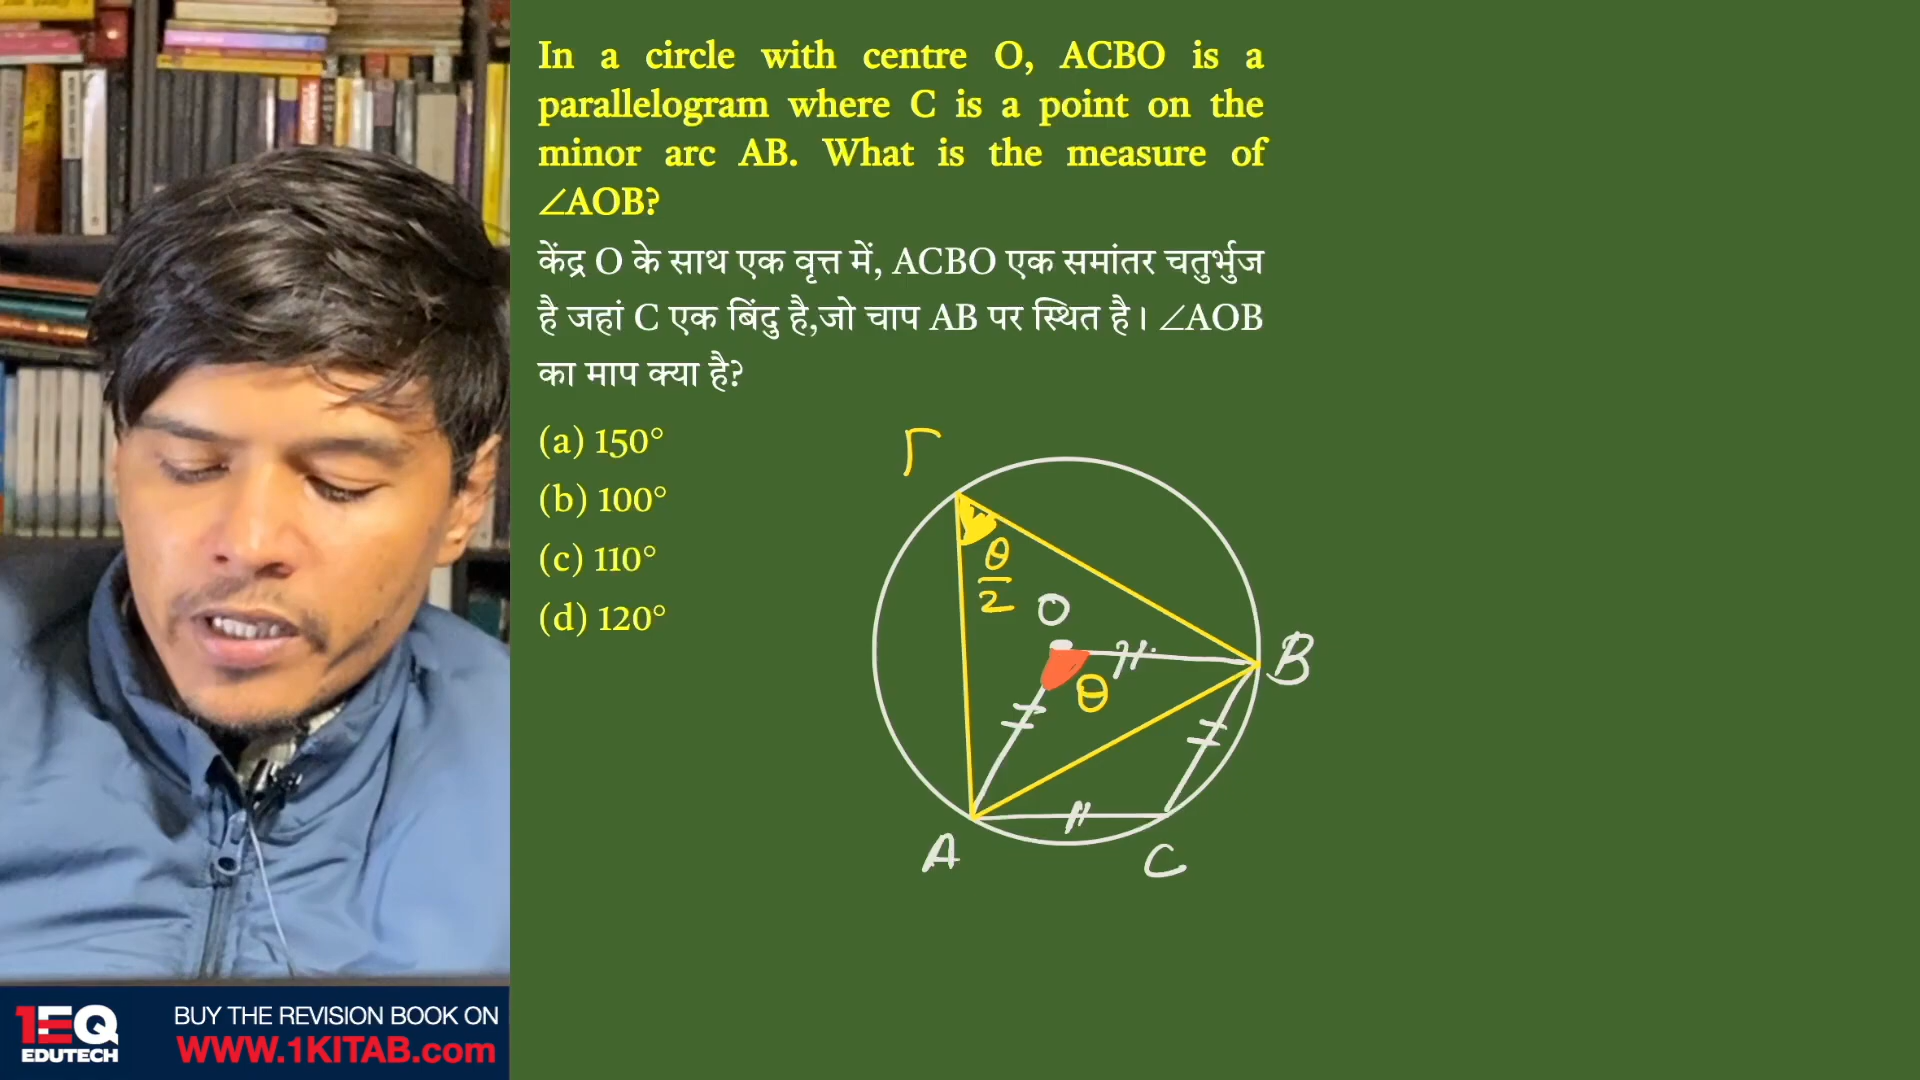 In a circle with centre O, ACBO is a
parallelogram where C is a point on the
minor arc AB. What is the measure of
∠AOB?
केंद्र O के साथ एक वृत्त में, ACBO एक समांतर चतुर्भुज
है जहां C एक बिंदु है,जो चाप AB पर स्थित है। ∠AOB
का माप क्या है?
(a) 150°
(b) 100°
(c) 110°
(d) 120°
θ/2
O
B
θ
A
C
1EQ
EDUTECH
BUY THE REVISION BOOK ON
WWW.1KITAB.com